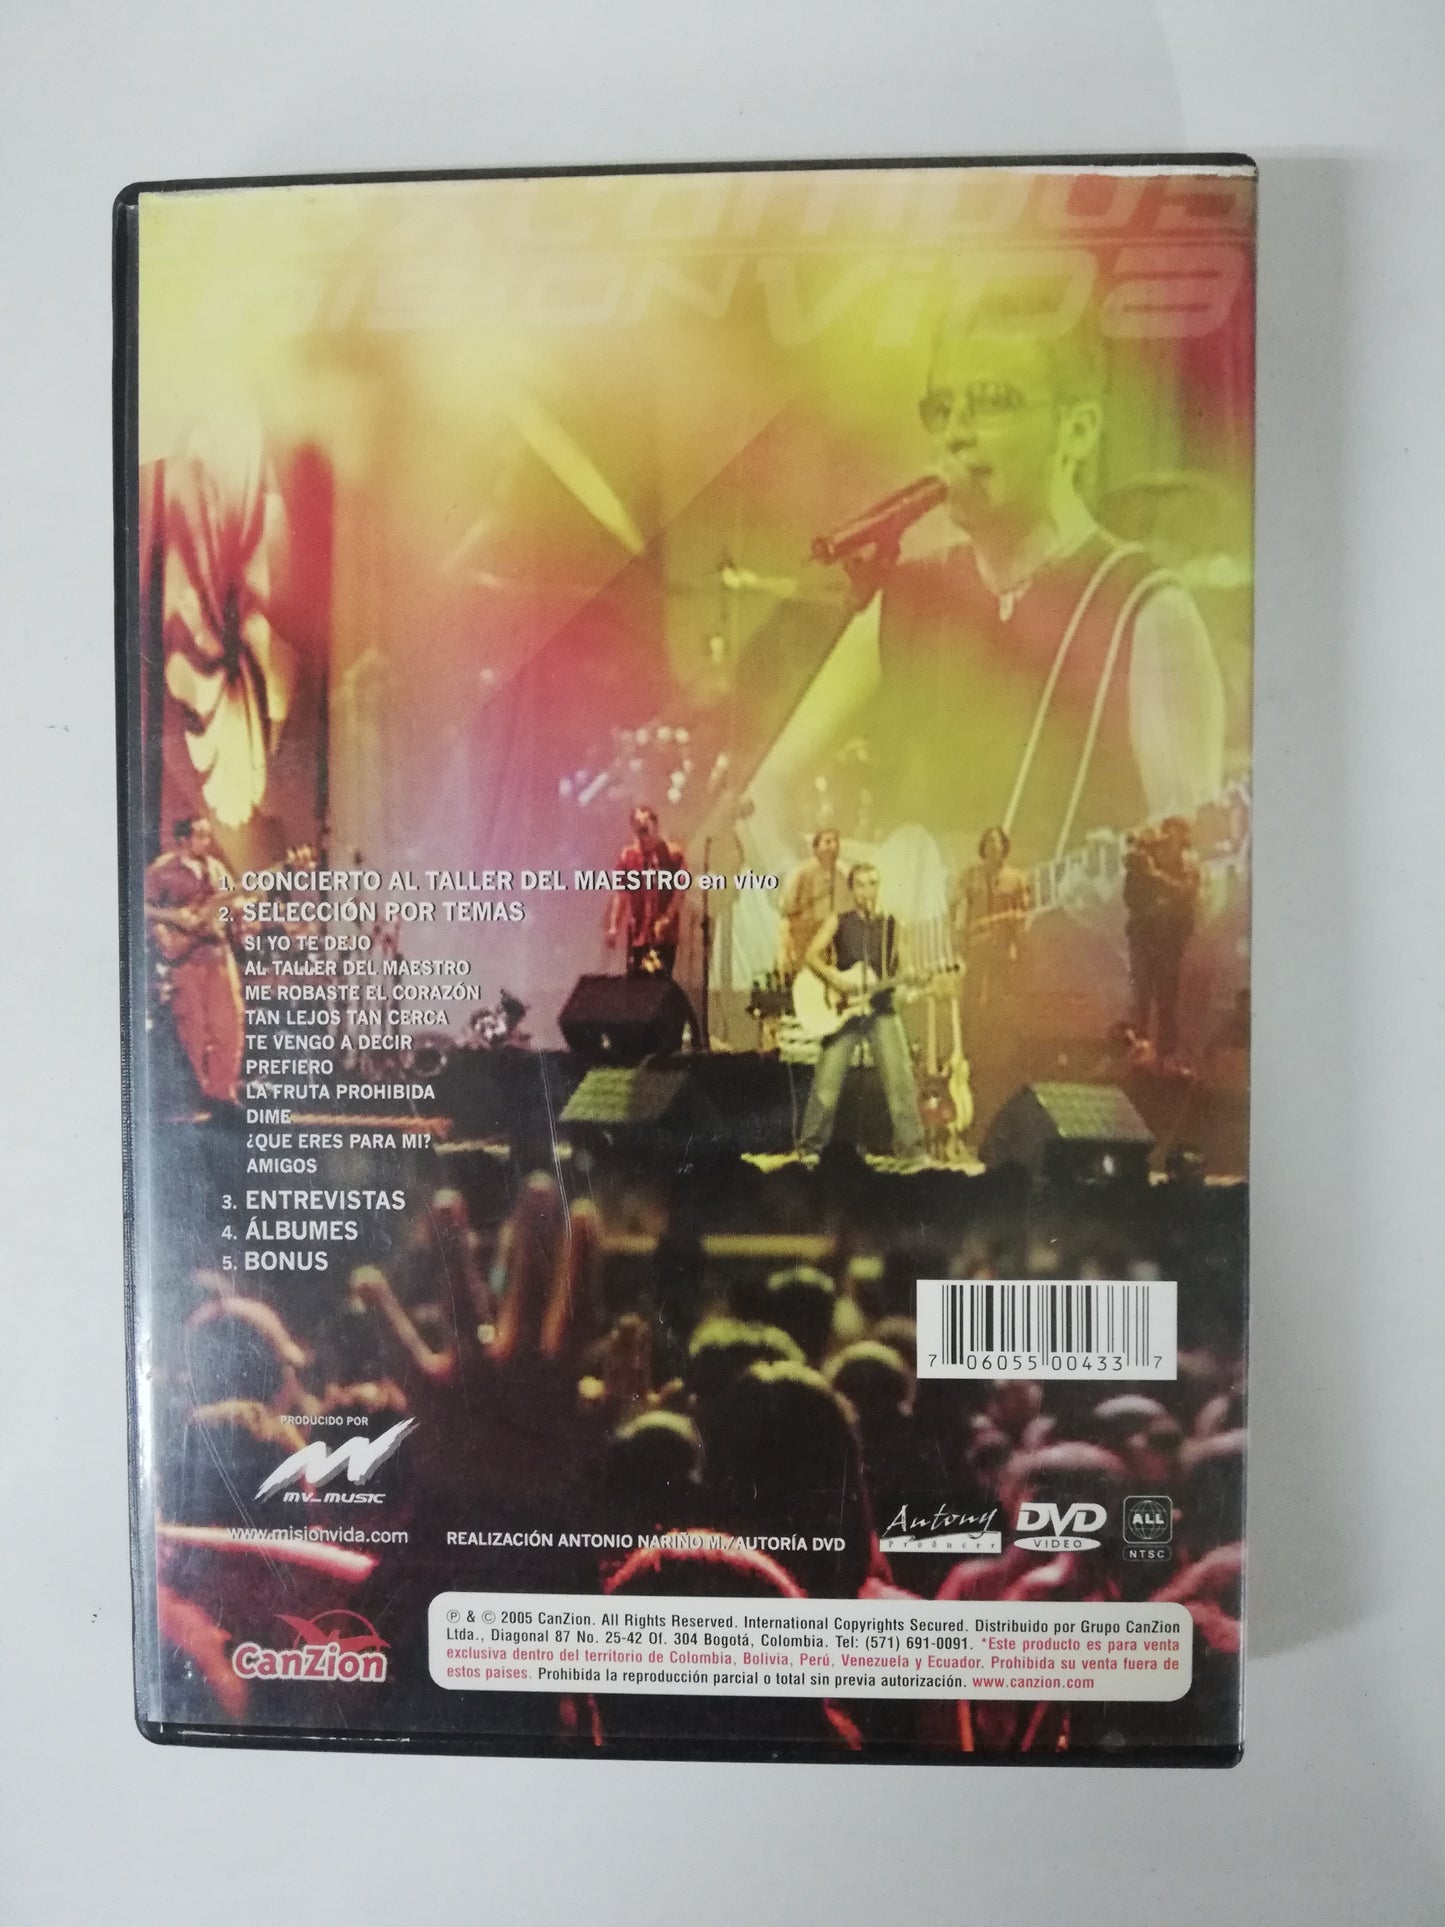 MISIONVIDA
1. CONCIERTO AL TALLER DEL MAESTRO en vivo
2. SELECCIÓN POR TEMAS
SI YO TE DEJO
AL TALLER DEL MAESTRO
ME ROBASTE EL CORAZÓN
TAN LEJOS TAN CERCA
TE VENGO A DECIR
PREFIERO
LA FRUTA PROHIBIDA
DIME
¿QUE ERES PARA MI?
AMIGOS
3. ENTREVISTAS
4. ÁLBUMES
5. BONUS
7 06055 00433 7
PRODUCIDO POR
MV_MUSIC
www.misionvida.com
REALIZACIÓN ANTONIO NARIÑO M./AUTORÍA DVD
Antony
Producer
DVD
VIDEO
ALL
NTSC
CanZion
℗ & © 2005 CanZion. All Rights Reserved. International Copyrights Secured. Distribuido por Grupo CanZion
Ltda., Diagonal 87 No. 25-42 Of. 304 Bogotá, Colombia. Tel: (571) 691-0091. *Este producto es para venta
exclusiva dentro del territorio de Colombia, Bolivia, Perú, Venezuela y Ecuador. Prohibida su venta fuera de
estos paises. Prohibida la reproducción parcial o total sin previa autorización. www.canzion.com